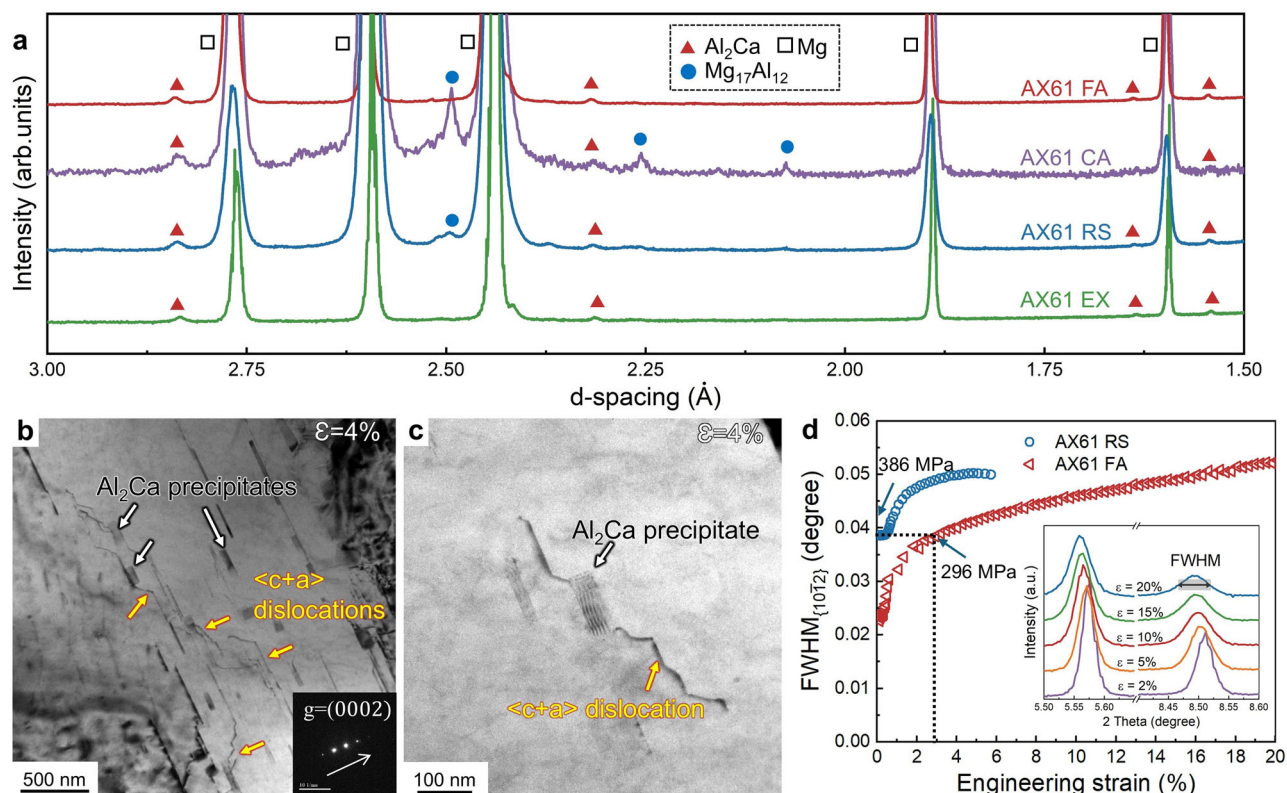 a
Al₂Ca Mg
Mg₁₇Al₁₂
AX61 FA
AX61 CA
AX61 RS
AX61 EX
Intensity (arb.units)
3.00 2.75 2.50 2.25 2.00 1.75 1.50
d-spacing (Å)
b
Ɛ=4%
Al₂Ca precipitates
<c+a>
dislocations
g=(0002)
10 1/nm
500 nm
c
Ɛ=4%
Al₂Ca precipitate
<c+a> dislocation
100 nm
d
AX61 RS
AX61 FA
386 MPa
296 MPa
FWHM{101̄2} (degree)
0.06
0.05
0.04
0.03
0.02
0.01
0.00
0 2 4 6 8 10 12 14 16 18 20
Engineering strain (%)
FWHM
ε = 20%
ε = 15%
ε = 10%
ε = 5%
ε = 2%
Intensity (a.u.)
5.50 5.55 5.60 8.45 8.50 8.55 8.60
2 Theta (degree)